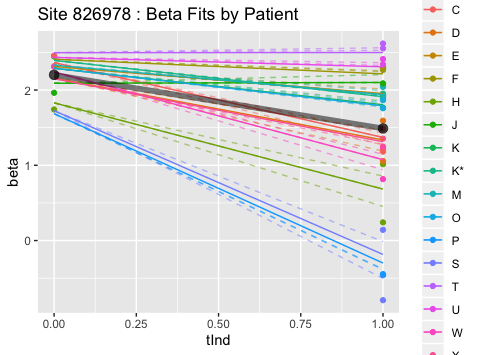 Site 826978 : Beta Fits by Patient
beta
2
1
0
0.00 0.25 0.50 0.75 1.00
tInd
C
D
E
F
H
J
K
K*
M
O
P
S
T
U
W